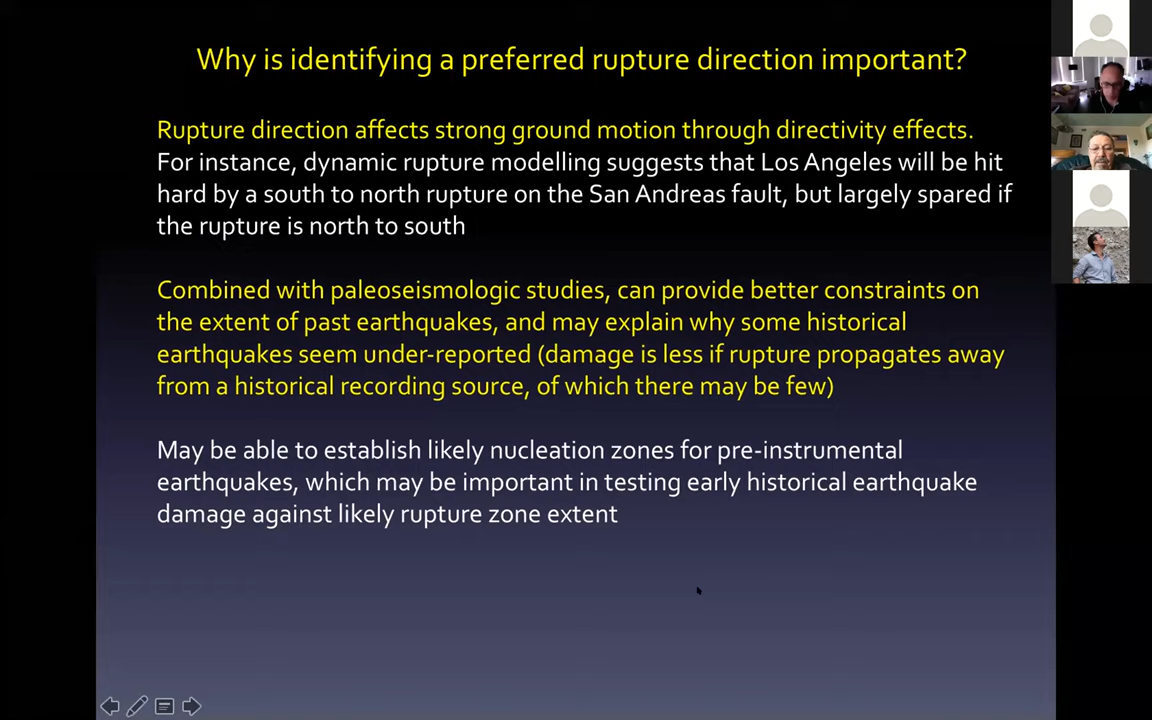 Why is identifying a preferred rupture direction important?
Rupture direction affects strong ground motion through directivity effects.
For instance, dynamic rupture modelling suggests that Los Angeles will be hit
hard by a south to north rupture on the San Andreas fault, but largely spared if
the rupture is north to south
Combined with paleoseismologic studies, can provide better constraints on
the extent of past earthquakes, and may explain why some historical
earthquakes seem under-reported (damage is less if rupture propagates away
from a historical recording source, of which there may be few)
May be able to establish likely nucleation zones for pre-instrumental
earthquakes, which may be important in testing early historical earthquake
damage against likely rupture zone extent